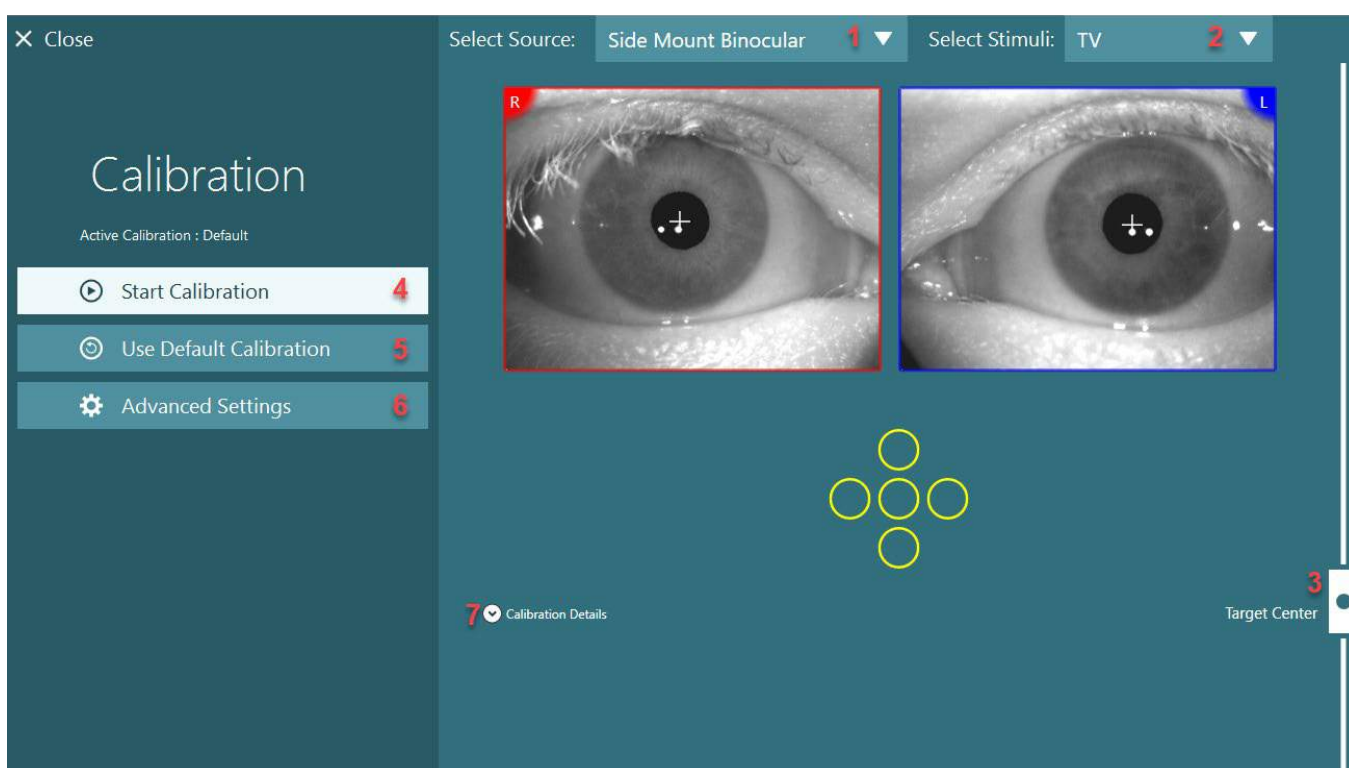 Close
Select Source: Side Mount Binocular 1 Select Stimuli: TV 2
R
L
Calibration
Active Calibration : Default
Start Calibration 4
Use Default Calibration 5
Advanced Settings 6
3
7 Calibration Details
Target Center